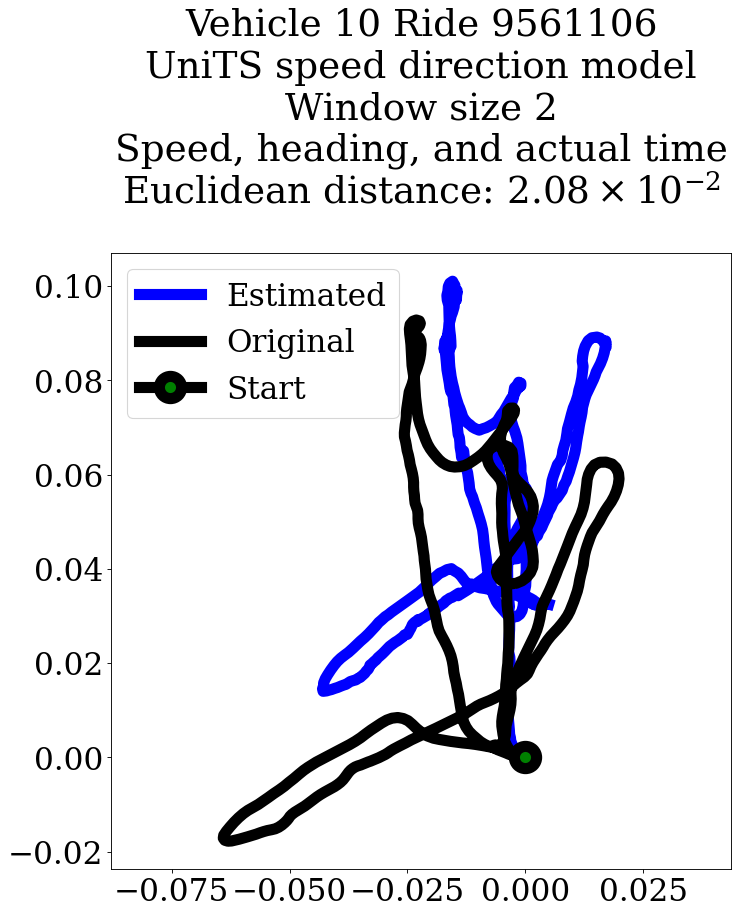 Vehicle 10 Ride 9561106
UniTS speed direction model
Window size 2
Speed, heading, and actual time
Euclidean distance: 2.08 × 10⁻²
Estimated
Original
Start
0.10
0.08
0.06
0.04
0.02
0.00
−0.02
−0.075 −0.050 −0.025 0.000 0.025